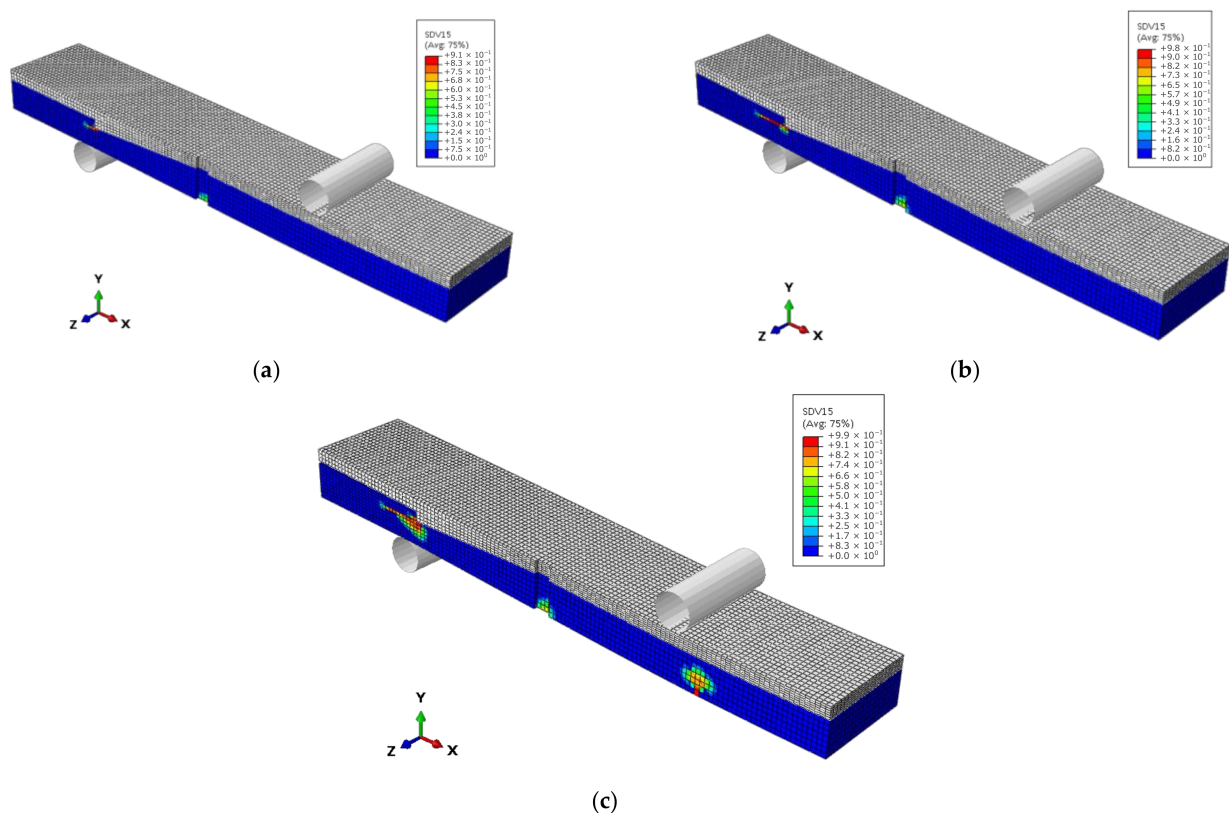 SDV15
(Avg: 75%)
+9.1 × 10⁻¹
+8.3 × 10⁻¹
+7.5 × 10⁻¹
+6.8 × 10⁻¹
+6.0 × 10⁻¹
+5.3 × 10⁻¹
+4.5 × 10⁻¹
+3.8 × 10⁻¹
+3.0 × 10⁻¹
+2.4 × 10⁻¹
+1.5 × 10⁻¹
+7.5 × 10⁻¹
+0.0 × 10⁰
Y
Z
X
(a)
SDV15
(Avg: 75%)
+9.8 × 10⁻¹
+9.0 × 10⁻¹
+8.2 × 10⁻¹
+7.3 × 10⁻¹
+6.5 × 10⁻¹
+5.7 × 10⁻¹
+4.9 × 10⁻¹
+4.1 × 10⁻¹
+3.3 × 10⁻¹
+2.4 × 10⁻¹
+1.6 × 10⁻¹
+8.2 × 10⁻¹
+0.0 × 10⁰
Y
Z
X
(b)
SDV15
(Avg: 75%)
+9.9 × 10⁻¹
+9.1 × 10⁻¹
+8.2 × 10⁻¹
+7.4 × 10⁻¹
+6.6 × 10⁻¹
+5.8 × 10⁻¹
+5.0 × 10⁻¹
+4.1 × 10⁻¹
+3.3 × 10⁻¹
+2.5 × 10⁻¹
+1.7 × 10⁻¹
+8.3 × 10⁻¹
+0.0 × 10⁰
Y
Z
X
(c)